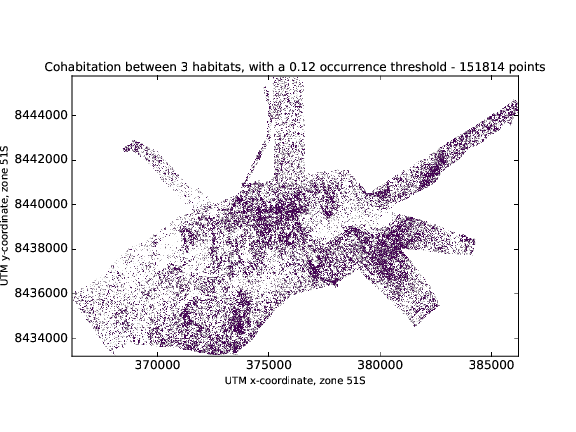 Cohabitation between 3 habitats, with a 0.12 occurrence threshold - 151814 points
8444000
8442000
8440000
8438000
8436000
8434000
UTM y-coordinate, zone 51S
370000 375000 380000 385000
UTM x-coordinate, zone 51S